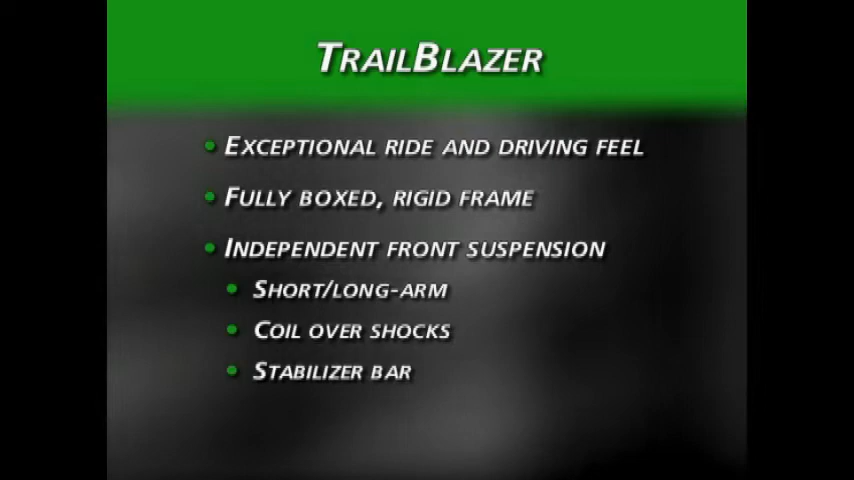 TRAILBLAZER
• EXCEPTIONAL RIDE AND DRIVING FEEL
• FULLY BOXED, RIGID FRAME
• INDEPENDENT FRONT SUSPENSION
• SHORT/LONG-ARM
• COIL OVER SHOCKS
• STABILIZER BAR